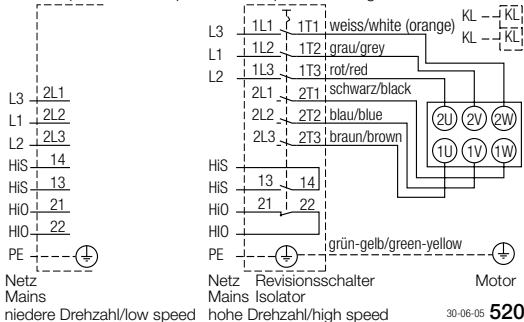 1L1 1T1 weiss/white (orange) KL KL
L3
1L2 1T2 grau/grey KL KL
L1
1L3 1T3 rot/red
L2
2L1 2T1 schwarz/black
L3 2L1
2L2 2T2 blau/blue 2U 2V 2W
L1 2L2
2L3 2T3 braun/brown
L2 2L3 1U 1V 1W
HiS 14 HiS
HiS 13 HiS 13 14
HiO 21 HiO 21 22
HIO 22 HIO
PE PE grün-gelb/green-yellow
Netz Netz Revisionsschalter Motor
Mains Mains Isolator
niedere Drehzahl/low speed hohe Drehzahl/high speed 30-06-05 520